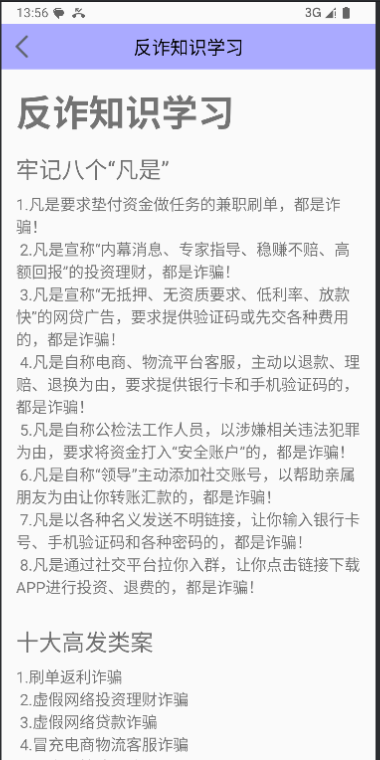 13:56
3G
反诈知识学习
反诈知识学习
牢记八个“凡是”
1.凡是要求垫付资金做任务的兼职刷单，都是诈
骗！
2.凡是宣称“内幕消息、专家指导、稳赚不赔、高
额回报”的投资理财，都是诈骗！
3.凡是宣称“无抵押、无资质要求、低利率、放款
快”的网贷广告，要求提供验证码或先交各种费用
的，都是诈骗！
4.凡是自称电商、物流平台客服，主动以退款、理
赔、退换为由，要求提供银行卡和手机验证码的，
都是诈骗！
5.凡是自称公检法工作人员，以涉嫌相关违法犯罪
为由，要求将资金打入“安全账户”的，都是诈骗！
6.凡是自称“领导”主动添加社交账号，以帮助亲属
朋友为由让你转账汇款的，都是诈骗！
7.凡是以各种名义发送不明链接，让你输入银行卡
号、手机验证码和各种密码的，都是诈骗！
8.凡是通过社交平台拉你入群，让你点击链接下载
APP进行投资、退费的，都是诈骗！
十大高发类案
1.刷单返利诈骗
2.虚假网络投资理财诈骗
3.虚假网络贷款诈骗
4.冒充电商物流客服诈骗